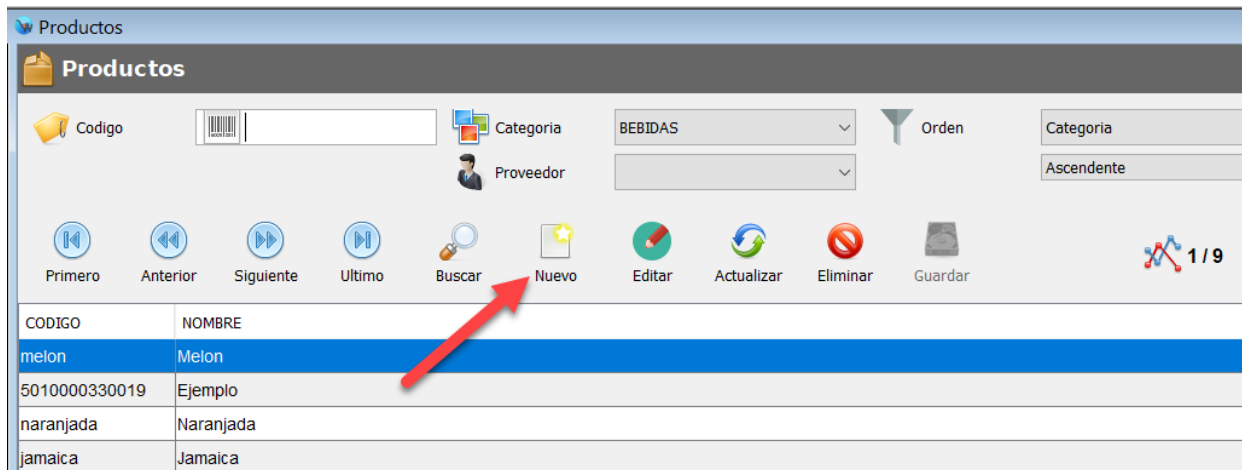 Productos
Productos
Codigo
Categoria
BEBIDAS
Orden
Categoria
Proveedor
Ascendente
Primero
Anterior
Siguiente
Ultimo
Buscar
Nuevo
Editar
Actualizar
Eliminar
Guardar
1 / 9
CODIGO
NOMBRE
melon
Melon
5010000330019
Ejemplo
naranjada
Naranjada
jamaica
Jamaica